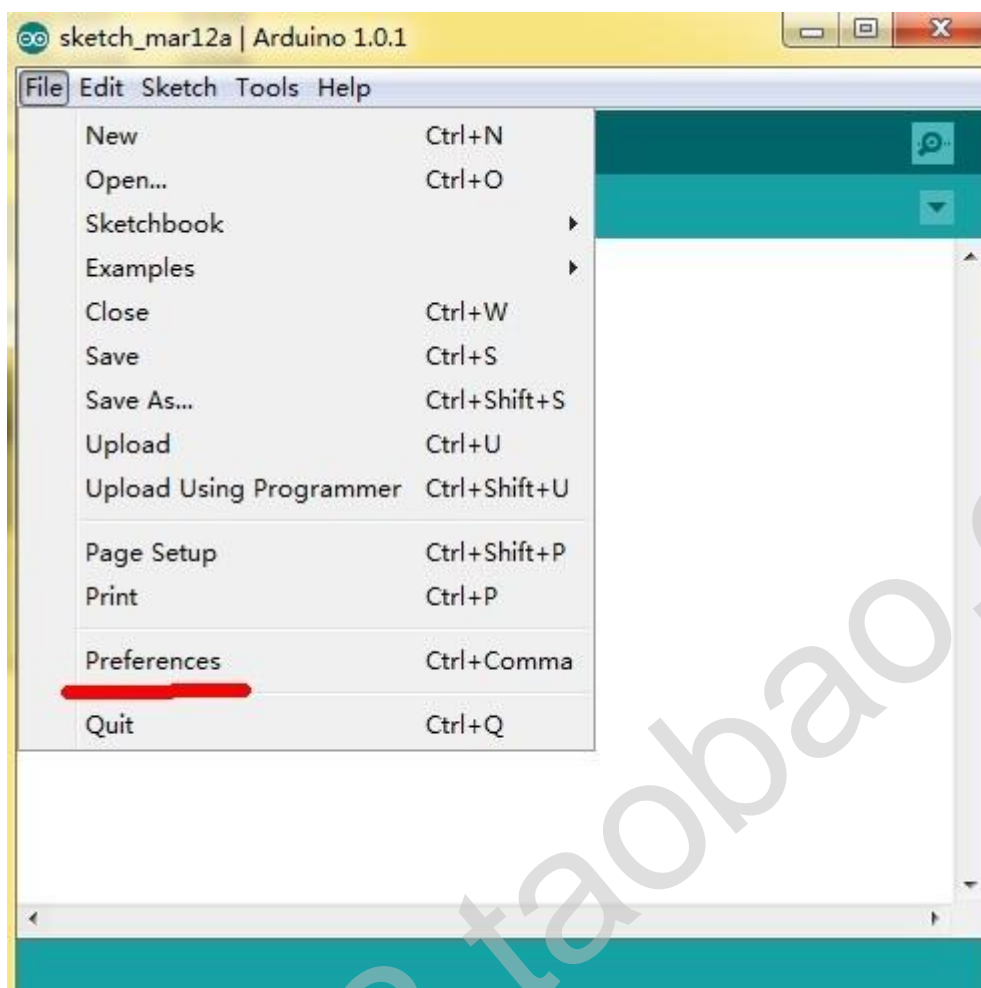 sketch_mar12a | Arduino 1.0.1
File Edit Sketch Tools Help
New Ctrl+N
Open... Ctrl+O
Sketchbook
Examples
Close Ctrl+W
Save Ctrl+S
Save As... Ctrl+Shift+S
Upload Ctrl+U
Upload Using Programmer Ctrl+Shift+U
Page Setup Ctrl+Shift+P
Print Ctrl+P
Preferences Ctrl+Comma
Quit Ctrl+Q
taobao.